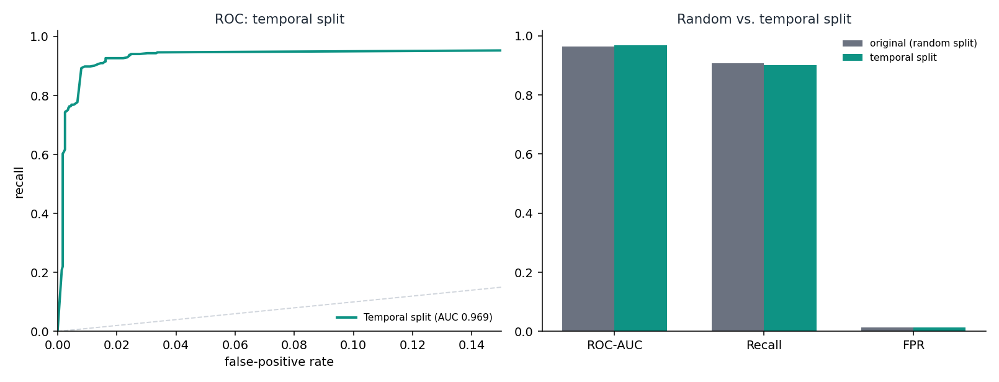 ROC: temporal split
1.0
0.8
0.6
0.4
0.2
0.0
recall
0.00 0.02 0.04 0.06 0.08 0.10 0.12 0.14
false-positive rate
Temporal split (AUC 0.969)
Random vs. temporal split
1.0
0.8
0.6
0.4
0.2
0.0
original (random split)
temporal split
ROC-AUC Recall FPR